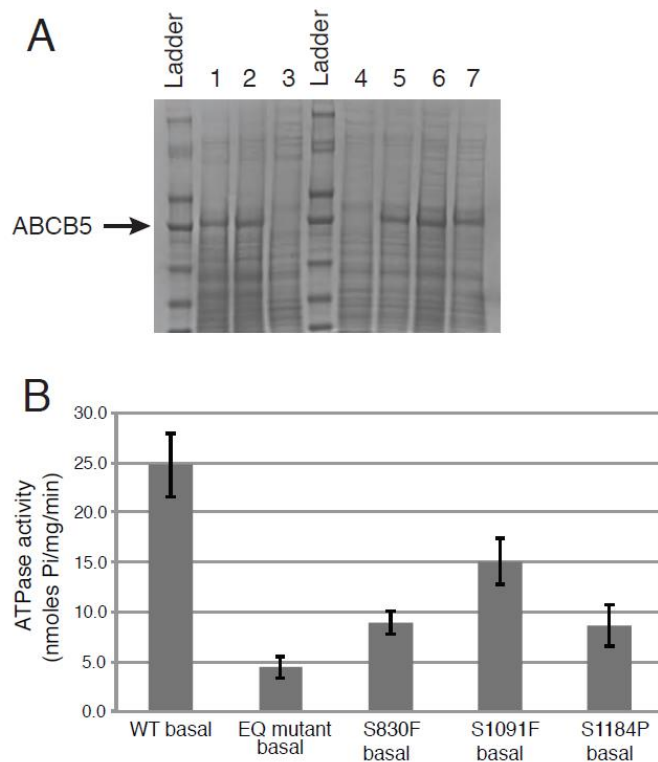 A
Ladder 1 2 3 Ladder 4 5 6 7
ABCB5
B
ATPase activity
(nmoles Pi/mg/min)
30.0
25.0
20.0
15.0
10.0
5.0
0.0
WT basal
EQ mutant
basal
S830F
basal
S1091F
basal
S1184P
basal